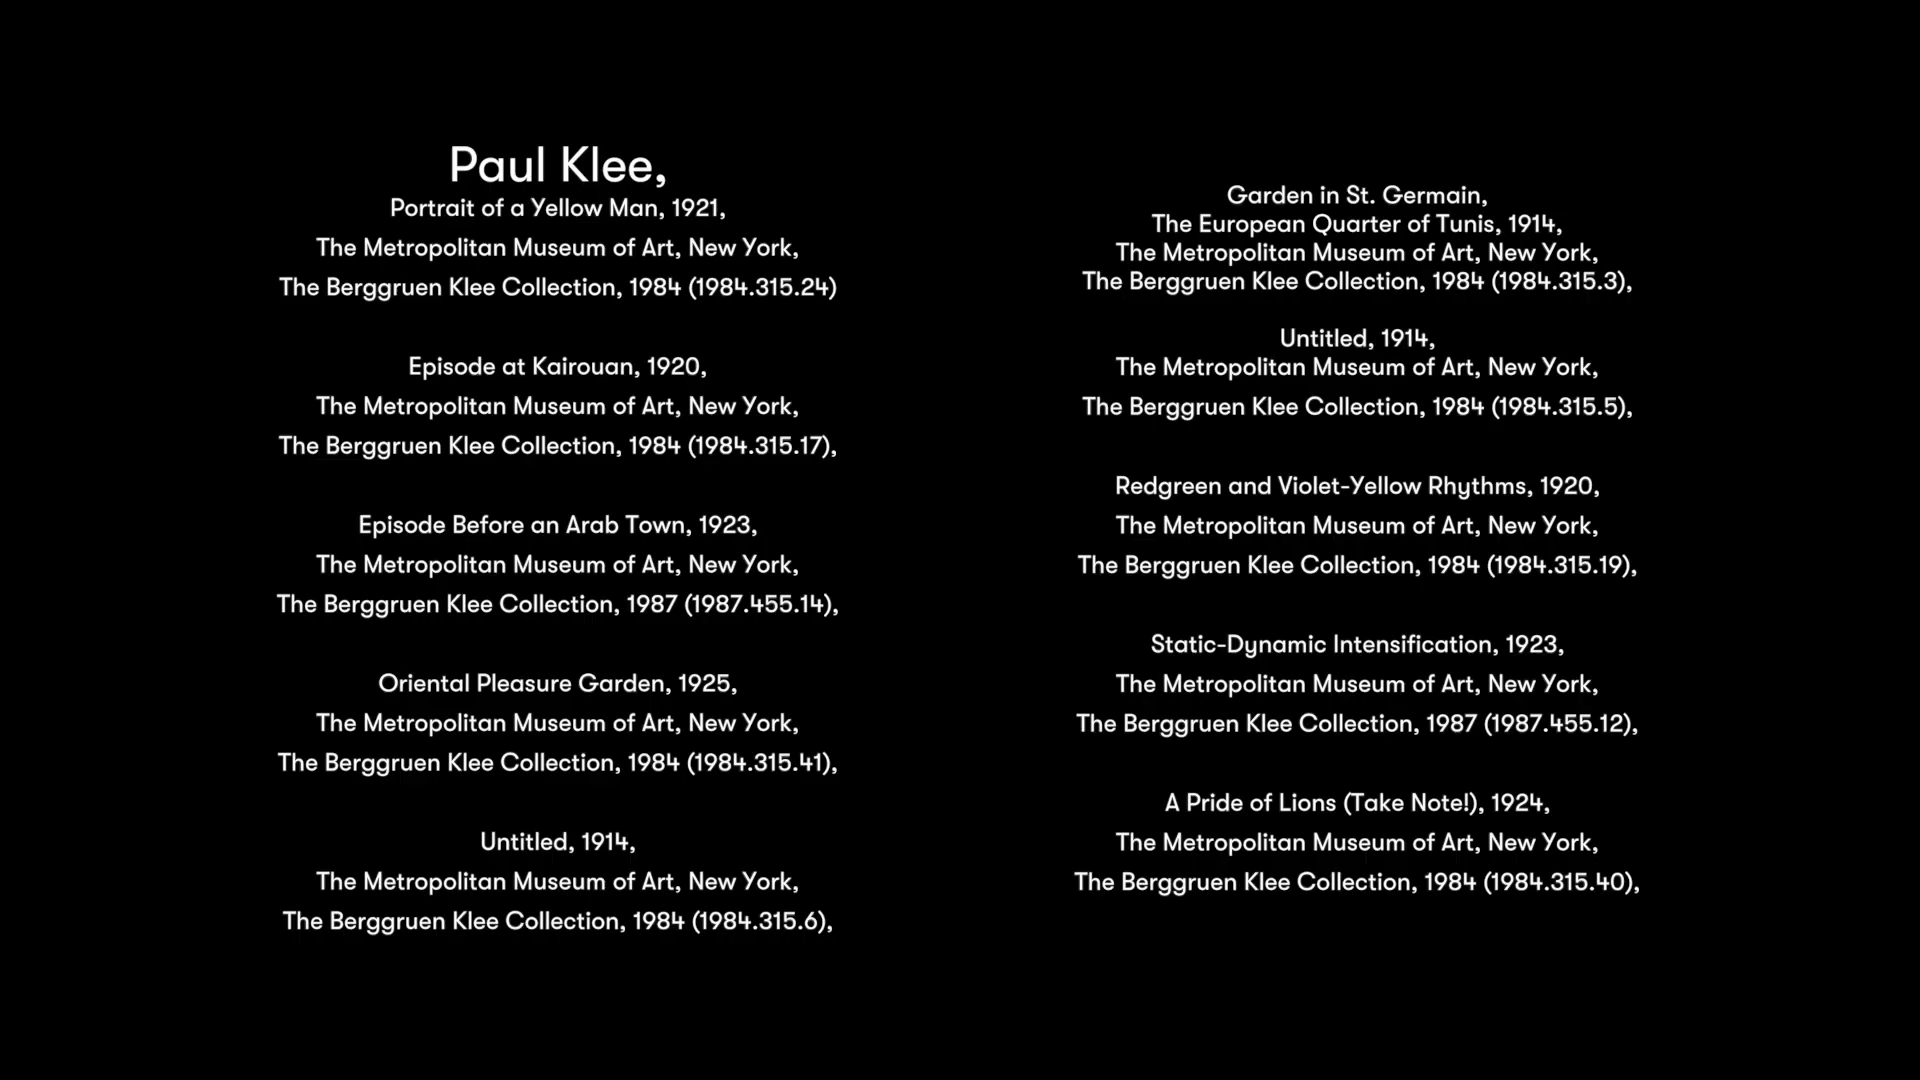 Paul Klee,
Portrait of a Yellow Man, 1921,
The Metropolitan Museum of Art, New York,
The Berggruen Klee Collection, 1984 (1984.315.24)
Episode at Kairouan, 1920,
The Metropolitan Museum of Art, New York,
The Berggruen Klee Collection, 1984 (1984.315.17),
Episode Before an Arab Town, 1923,
The Metropolitan Museum of Art, New York,
The Berggruen Klee Collection, 1987 (1987.455.14),
Oriental Pleasure Garden, 1925,
The Metropolitan Museum of Art, New York,
The Berggruen Klee Collection, 1984 (1984.315.41),
Untitled, 1914,
The Metropolitan Museum of Art, New York,
The Berggruen Klee Collection, 1984 (1984.315.6),
Garden in St. Germain,
The European Quarter of Tunis, 1914,
The Metropolitan Museum of Art, New York,
The Berggruen Klee Collection, 1984 (1984.315.3),
Untitled, 1914,
The Metropolitan Museum of Art, New York,
The Berggruen Klee Collection, 1984 (1984.315.5),
Redgreen and Violet-Yellow Rhythms, 1920,
The Metropolitan Museum of Art, New York,
The Berggruen Klee Collection, 1984 (1984.315.19),
Static-Dynamic Intensification, 1923,
The Metropolitan Museum of Art, New York,
The Berggruen Klee Collection, 1987 (1987.455.12),
A Pride of Lions (Take Note!), 1924,
The Metropolitan Museum of Art, New York,
The Berggruen Klee Collection, 1984 (1984.315.40),